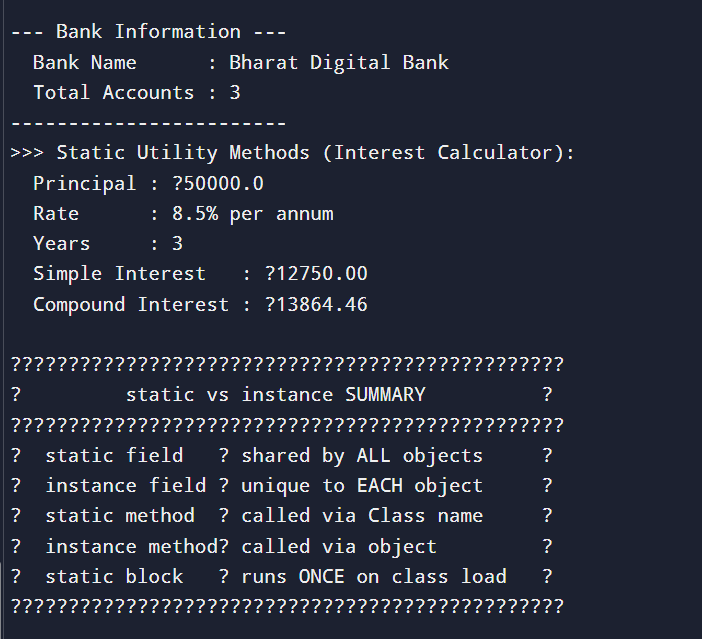 --- Bank Information ---
  Bank Name      : Bharat Digital Bank
  Total Accounts : 3
------------------------
>>> Static Utility Methods (Interest Calculator):
  Principal : ?50000.0
  Rate      : 8.5% per annum
  Years     : 3
  Simple Interest   : ?12750.00
  Compound Interest : ?13864.46

????????????????????????????????????????????????
?         static vs instance SUMMARY          ?
????????????????????????????????????????????????
?  static field   ? shared by ALL objects     ?
?  instance field ? unique to EACH object     ?
?  static method  ? called via Class name     ?
?  instance method? called via object         ?
?  static block   ? runs ONCE on class load   ?
????????????????????????????????????????????????